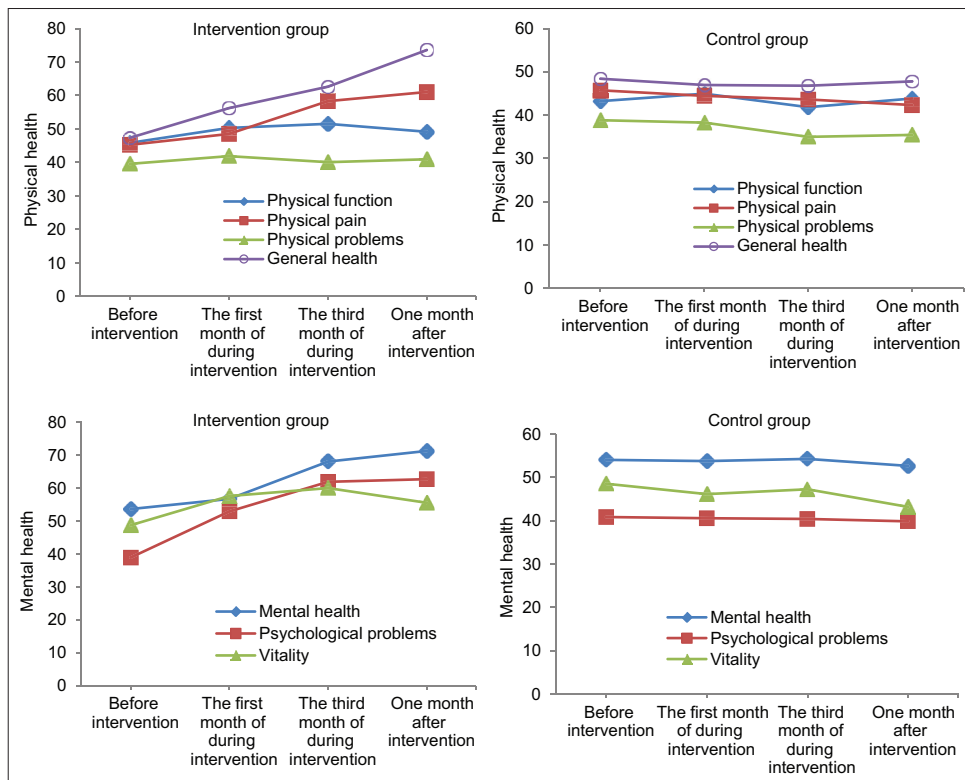 Intervention group
Physical health
80
70
60
50
40
30
20
10
0
Physical function
Physical pain
Physical problems
General health
Before
intervention
The first
month of
during
intervention
The third
month of
during
intervention
One month
after
intervention
Control group
Physical health
60
50
40
30
20
10
0
Physical function
Physical pain
Physical problems
General health
Before
intervention
The first month
of during
intervention
The third
month of
during
intervention
One month
after
intervention
Intervention group
Mental health
80
70
60
50
40
30
20
10
0
Mental health
Psychological problems
Vitality
Before
intervention
The first
month of
during
intervention
The third
month of
during
intervention
One month
after
intervention
Control group
Mental health
60
50
40
30
20
10
0
Mental health
Psychological problems
Vitality
Before
intervention
The first month
of during
intervention
The third
month of
during
intervention
One month
after
intervention